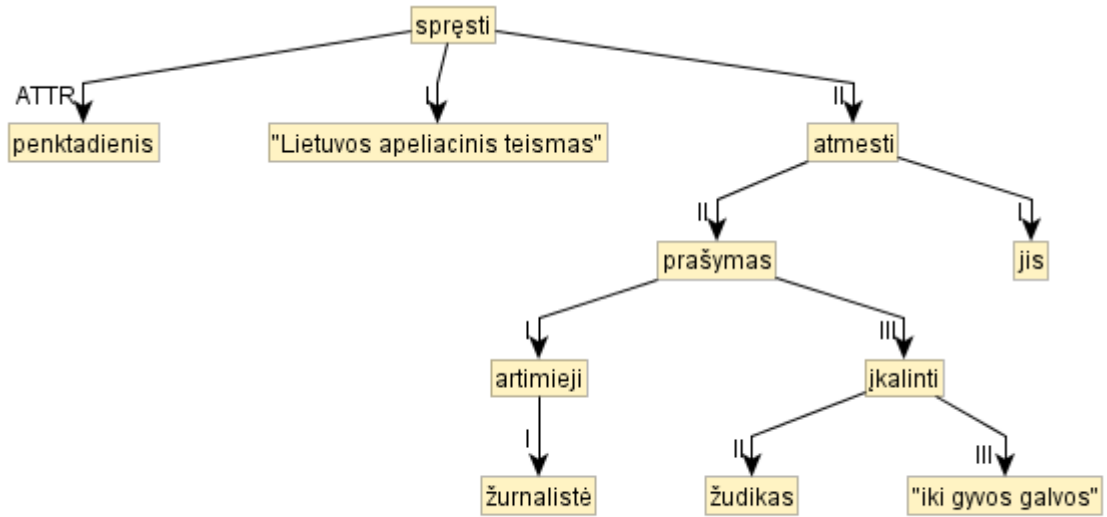 spręsti
ATTR I II
penktadienis "Lietuvos apeliacinis teismas" atmesti
II I
prašymas jis
I III
artimieji įkalinti
I II III
žurnalistė žudikas "iki gyvos galvos"